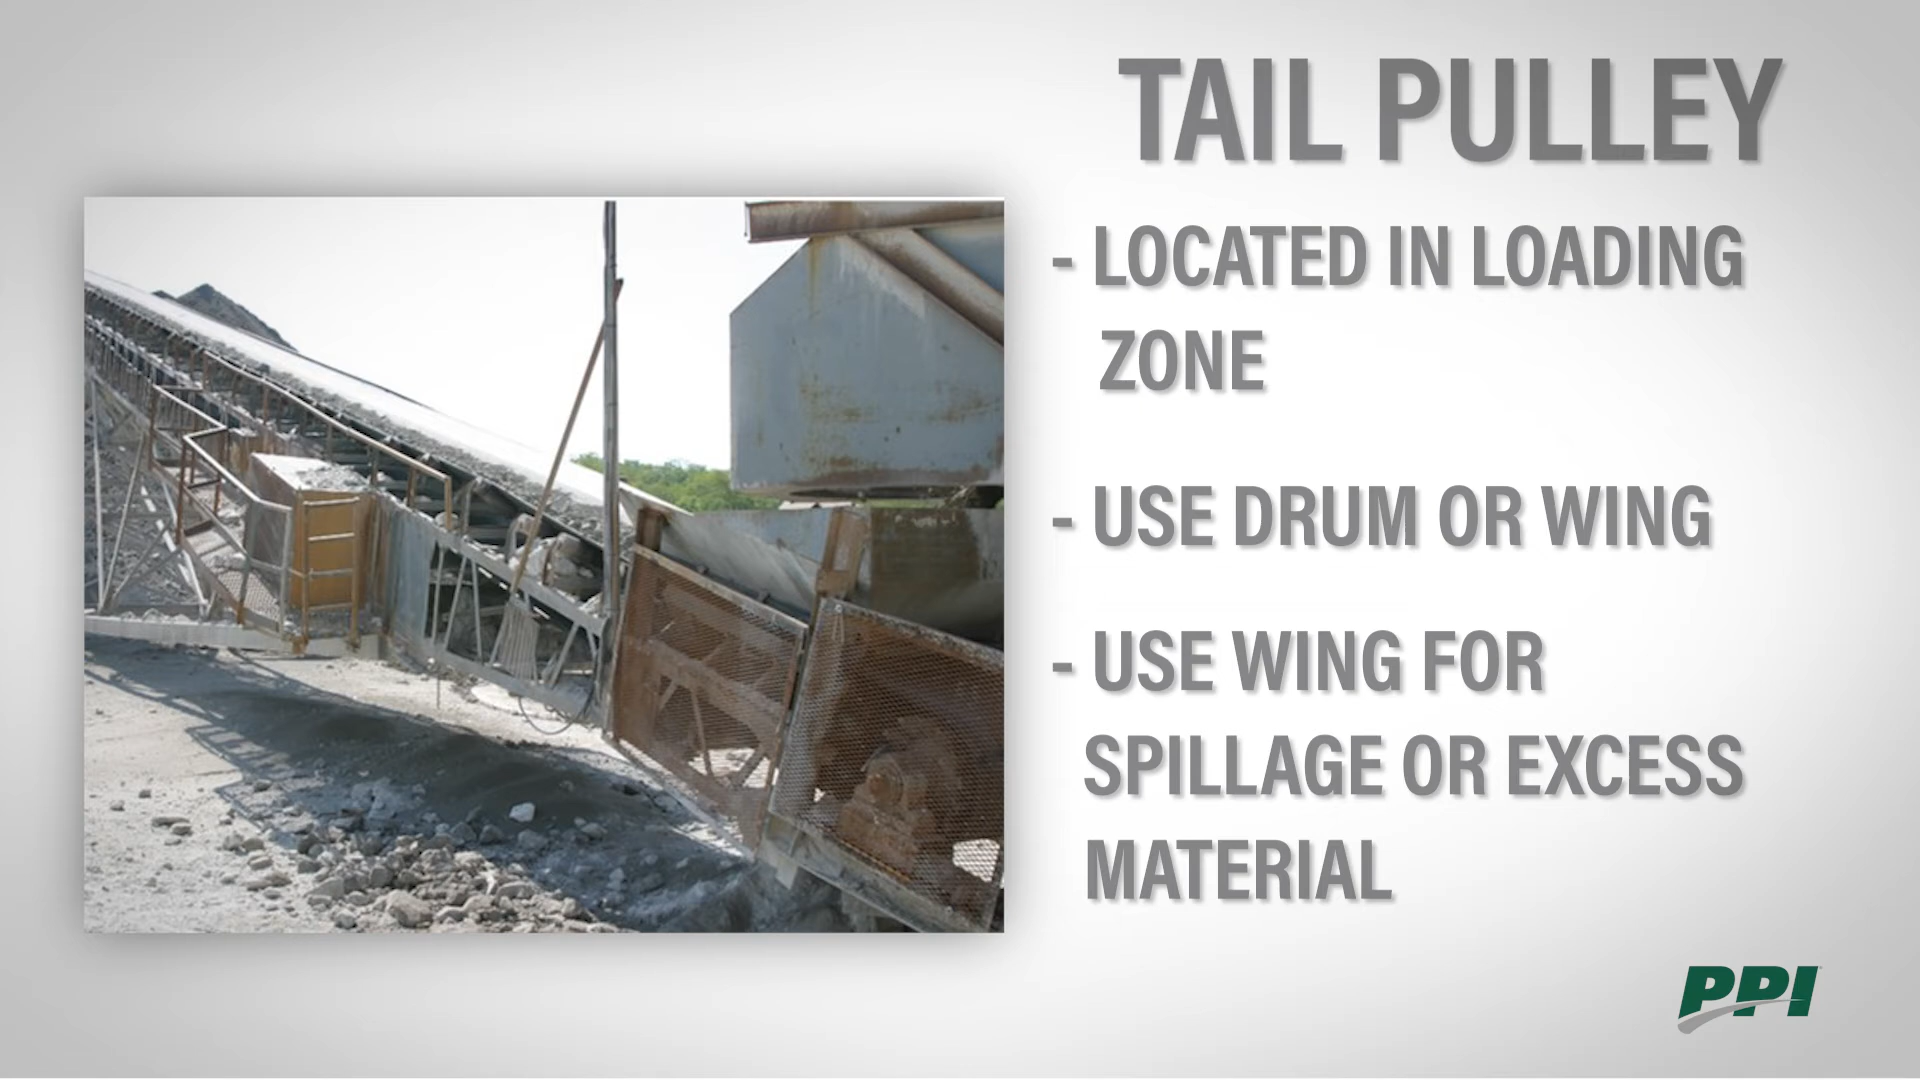 TAIL PULLEY
- LOCATED IN LOADING
ZONE
- USE DRUM OR WING
- USE WING FOR
SPILLAGE OR EXCESS
MATERIAL
PPI